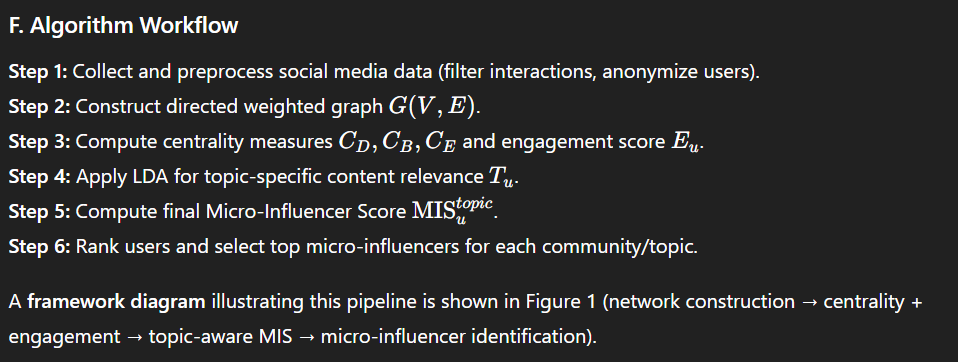 F. Algorithm Workflow
Step 1: Collect and preprocess social media data (filter interactions, anonymize users).
Step 2: Construct directed weighted graph G(V, E).
Step 3: Compute centrality measures C_D, C_B, C_E and engagement score E_u.
Step 4: Apply LDA for topic-specific content relevance T_u.
Step 5: Compute final Micro-Influencer Score MIS_u^{topic}.
Step 6: Rank users and select top micro-influencers for each community/topic.
A framework diagram illustrating this pipeline is shown in Figure 1 (network construction → centrality +
engagement → topic-aware MIS → micro-influencer identification).